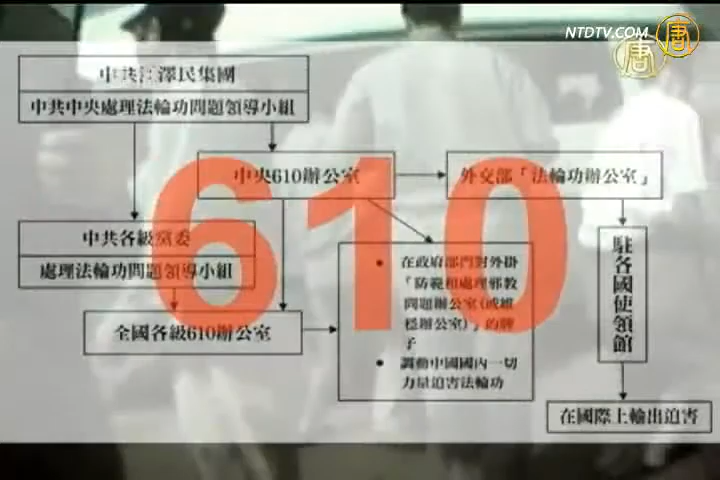 NTDTV.COM
唐
唐
中共江澤民集團
中共中央處理法輪功問題領導小組
610
中央610辦公室
外交部「法輪功辦公室」
中共各級黨委
處理法輪功問題領導小組
全國各級610辦公室
• 在政府部門對外掛
「防範和處理邪教
問題辦公室(或維
穩辦公室)」的牌
子
• 調動中國國內一切
力量迫害法輪功
駐各國使領館
在國際上輸出迫害